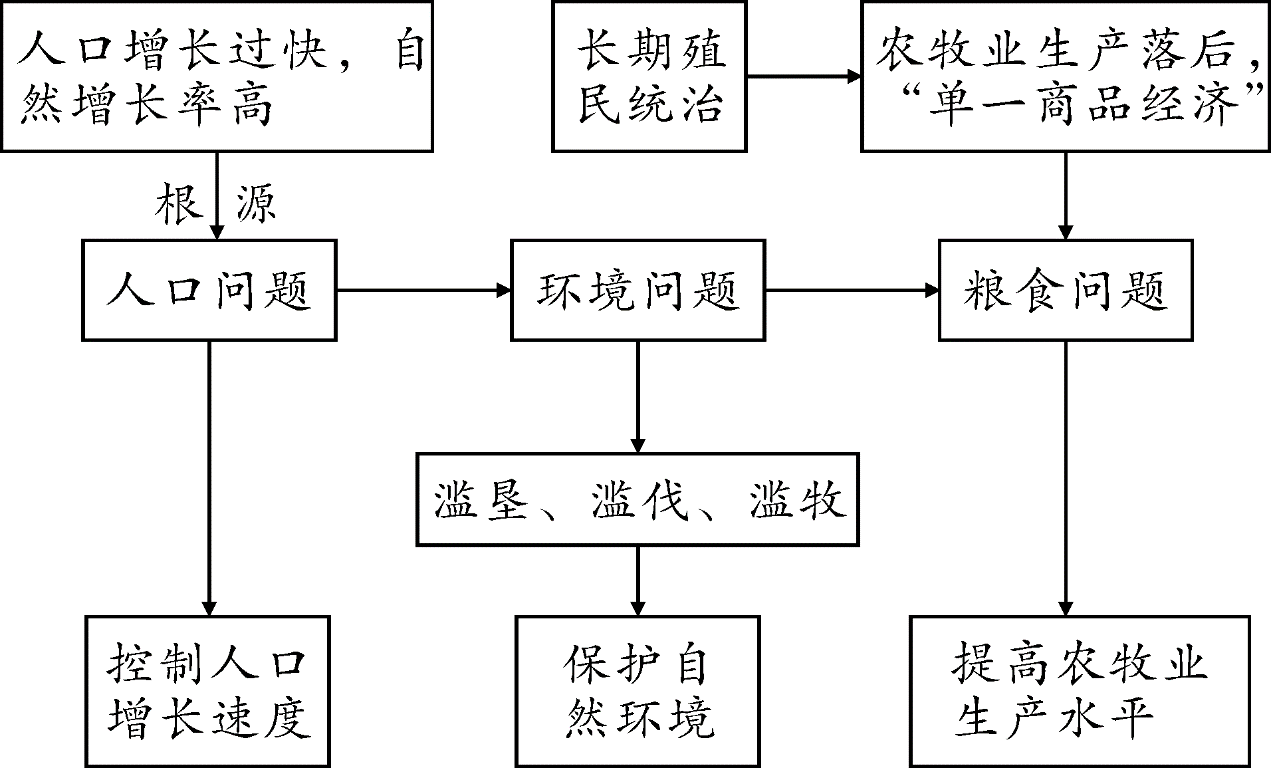 人口增长过快，自
然增长率高
长期殖
民统治
农牧业生产落后，
“单一商品经济”
根 源
人口问题
环境问题
粮食问题
滥垦、滥伐、滥牧
控制人口
增长速度
保护自
然环境
提高农牧业
生产水平